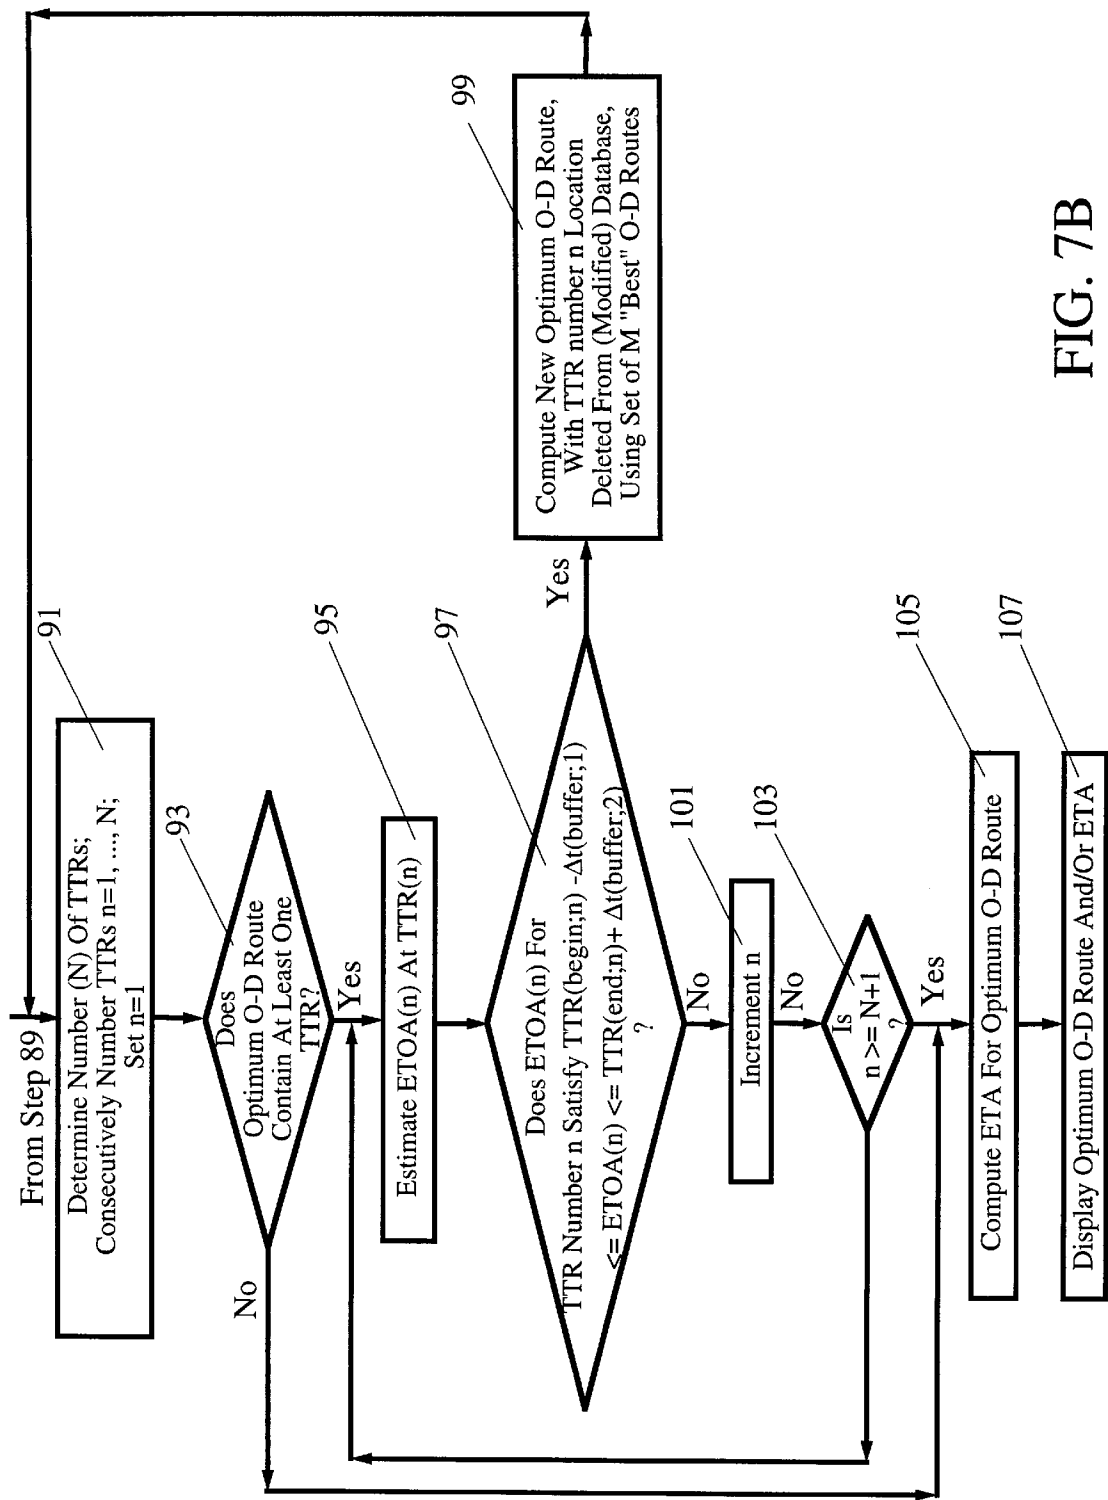 From Step 89
91
Determine Number (N) Of TTRs;
Consecutively Number TTRs n=1, ..., N;
Set n=1
93
Does
Optimum O-D Route
Contain At Least One
TTR?
No
Yes
95
Estimate ETOA(n) At TTR(n)
97
Does ETOA(n) For
TTR Number n Satisfy TTR(begin;n) -Δt(buffer;1)
<= ETOA(n) <= TTR(end;n)+ Δt(buffer;2)
?
Yes
99
Compute New Optimum O-D Route,
With TTR number n Location
Deleted From (Modified) Database,
Using Set of M "Best" O-D Routes
No
101
Increment n
No
103
Is
n >= N+1
?
Yes
105
Compute ETA For Optimum O-D Route
107
Display Optimum O-D Route And/Or ETA
FIG. 7B